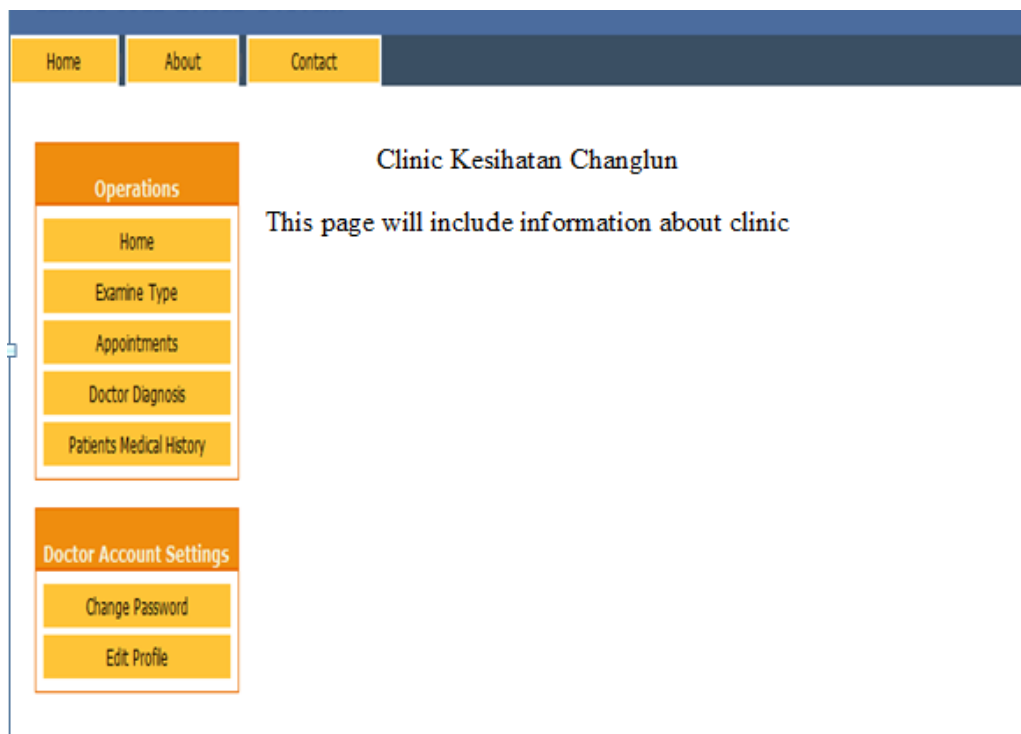 Home About Contact
Clinic Kesihatan Changlun
This page will include information about clinic
Operations
Home
Examine Type
Appointments
Doctor Diagnosis
Patients Medical History
Doctor Account Settings
Change Password
Edit Profile